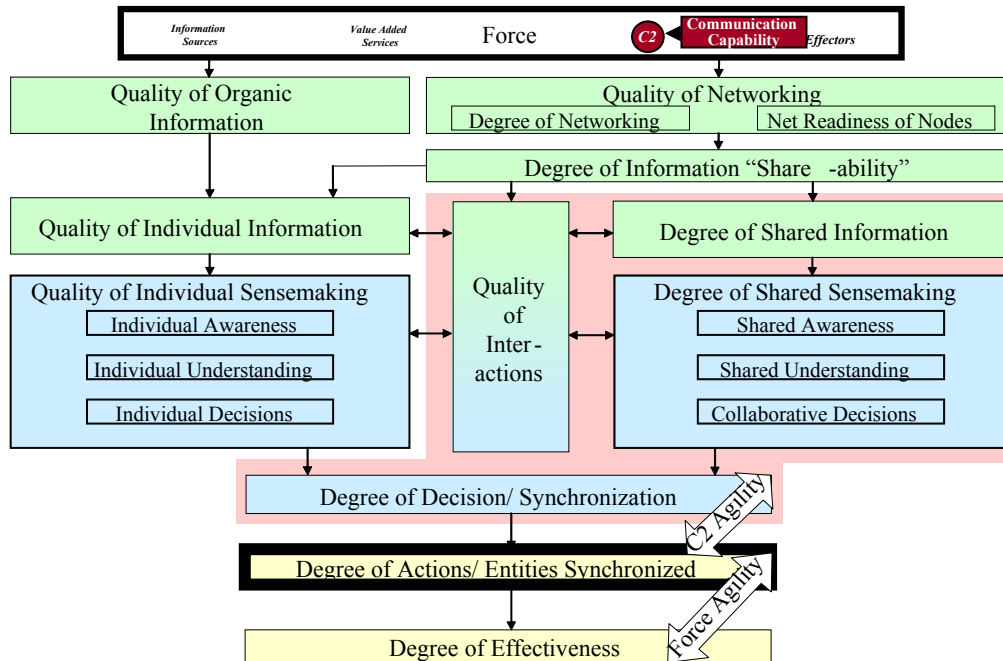 Information
Sources
Value Added
Services
Force
C2
Communication
Capability
Effectors
Quality of Organic
Information
Quality of Networking
Degree of Networking
Net Readiness of Nodes
Degree of Information “Share -ability”
Quality of Individual Information
Degree of Shared Information
Quality of Individual Sensemaking
Individual Awareness
Individual Understanding
Individual Decisions
Quality
of
Inter-
actions
Degree of Shared Sensemaking
Shared Awareness
Shared Understanding
Collaborative Decisions
Degree of Decision/ Synchronization
C2 Agility
Degree of Actions/ Entities Synchronized
Force Agility
Degree of Effectiveness